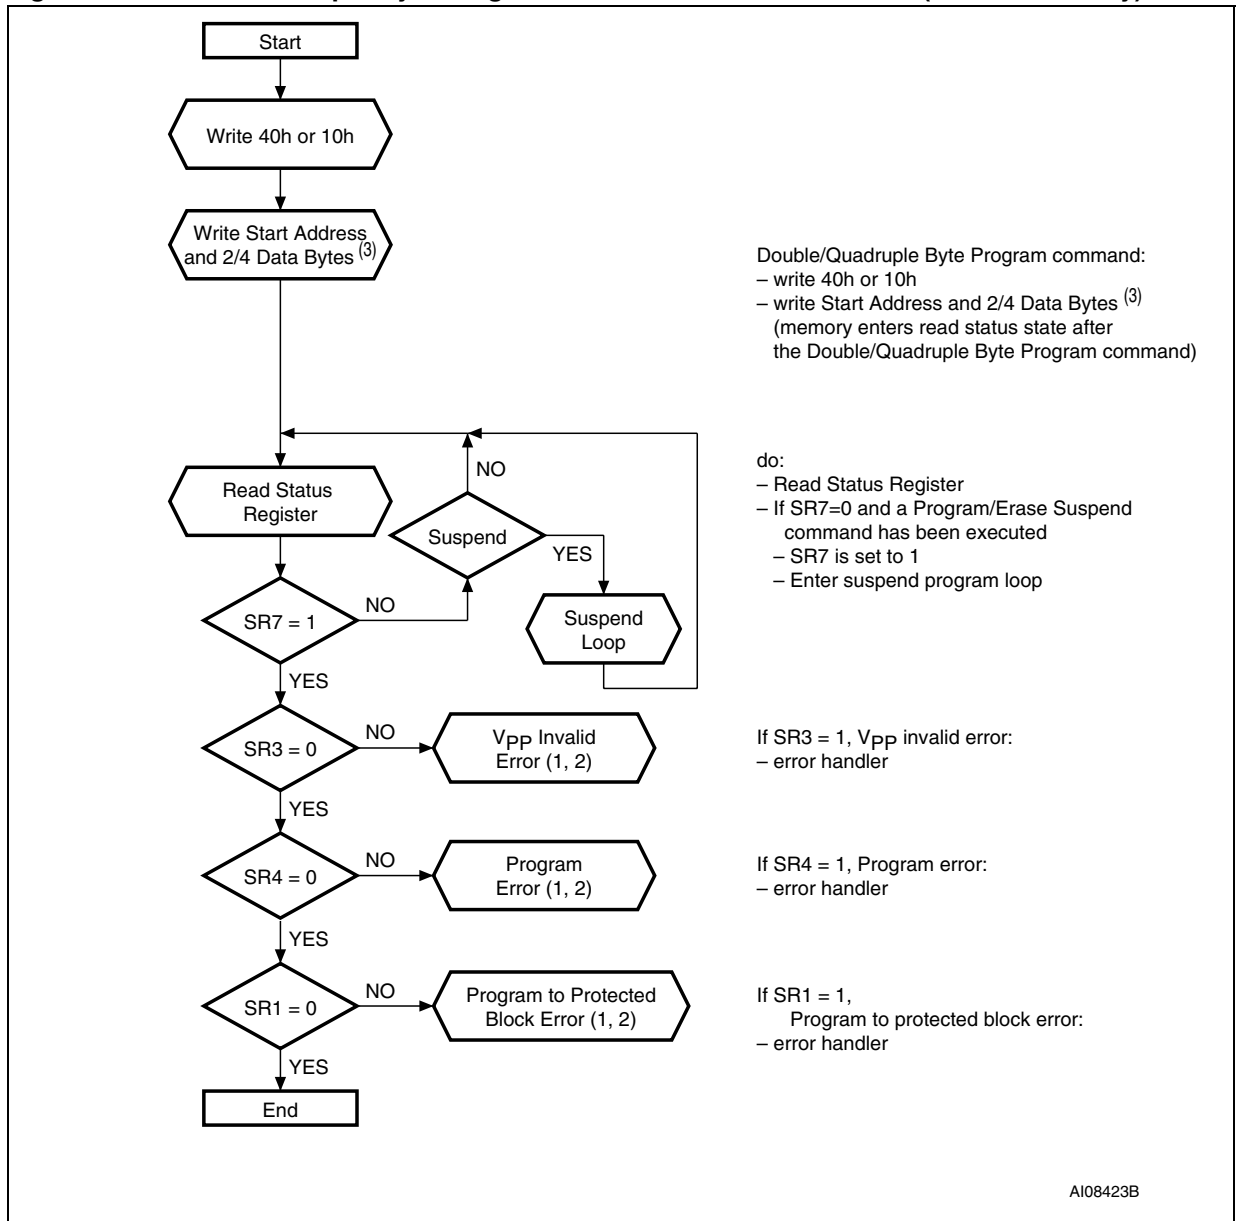 Start
Write 40h or 10h
Write Start Address
and 2/4 Data Bytes (3)
Double/Quadruple Byte Program command:
– write 40h or 10h
– write Start Address and 2/4 Data Bytes (3)
(memory enters read status state after
the Double/Quadruple Byte Program command)
Read Status
Register
NO
Suspend
YES
do:
– Read Status Register
– If SR7=0 and a Program/Erase Suspend
command has been executed
– SR7 is set to 1
– Enter suspend program loop
SR7 = 1
NO
Suspend
Loop
YES
SR3 = 0
NO
VPP Invalid
Error (1, 2)
If SR3 = 1, VPP invalid error:
– error handler
YES
SR4 = 0
NO
Program
Error (1, 2)
If SR4 = 1, Program error:
– error handler
YES
SR1 = 0
NO
Program to Protected
Block Error (1, 2)
If SR1 = 1,
Program to protected block error:
– error handler
YES
End
AI08423B